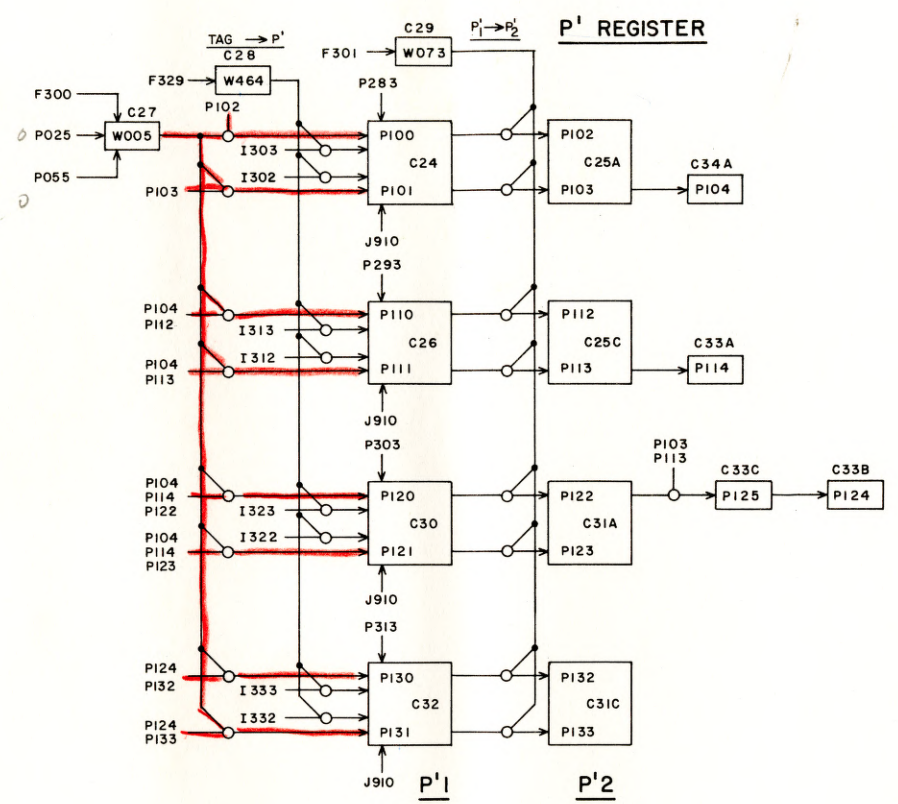 P' REGISTER
C29
P'1→P'2
F301
W073
TAG → P'
C28
F329
W464
P283
F300
C27
P102
P025
W005
P055
I303
I302
P103
P100
C24
P101
P102
C25A
P103
C34A
P104
J910
P293
P104
P112
I313
I312
P104
P113
P110
C26
P111
P112
C25C
P113
C33A
P114
J910
P303
P104
P114
P122
I323
I322
P104
P114
P123
P120
C30
P121
P122
C31A
P123
P103
P113
C33C
P125
C33B
P124
J910
P313
P124
P132
I333
I332
P124
P133
P130
C32
P131
P132
C31C
P133
J910
P'1
P'2